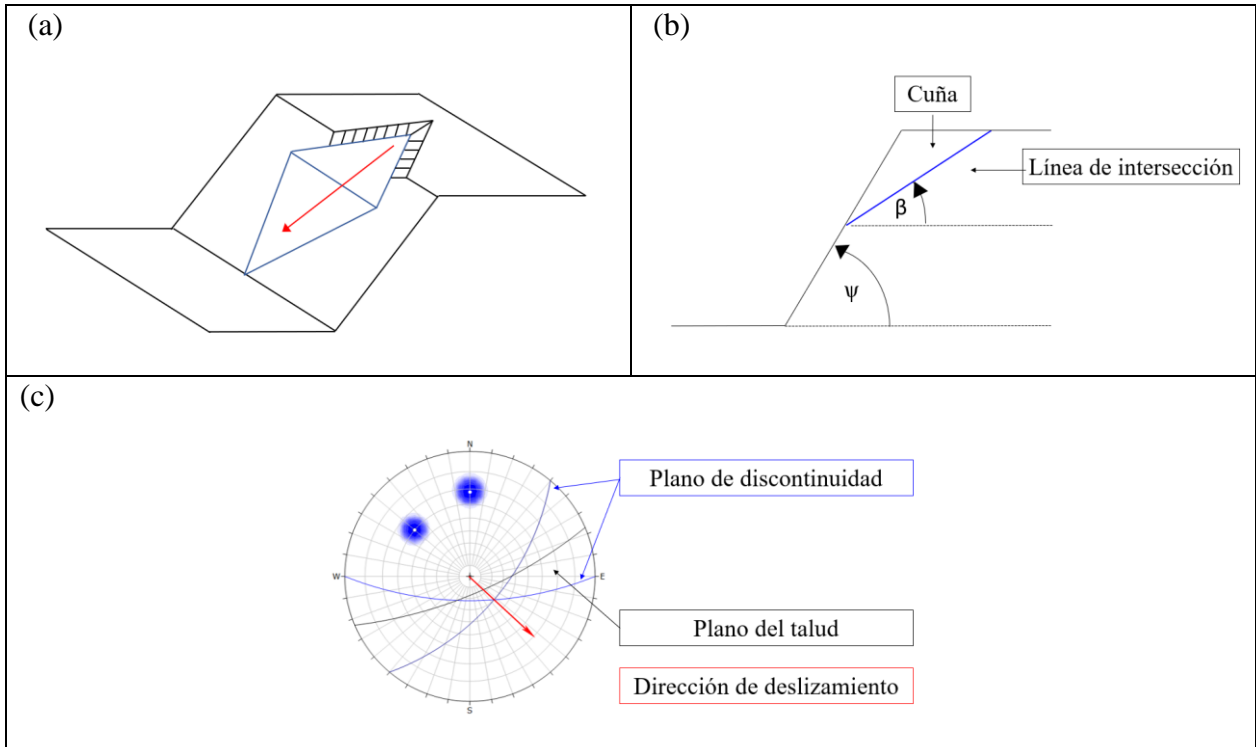 (a)
(b)
Cuña
Línea de intersección
β
ψ
(c)
N
Plano de discontinuidad
W
E
Plano del talud
Dirección de deslizamiento
S